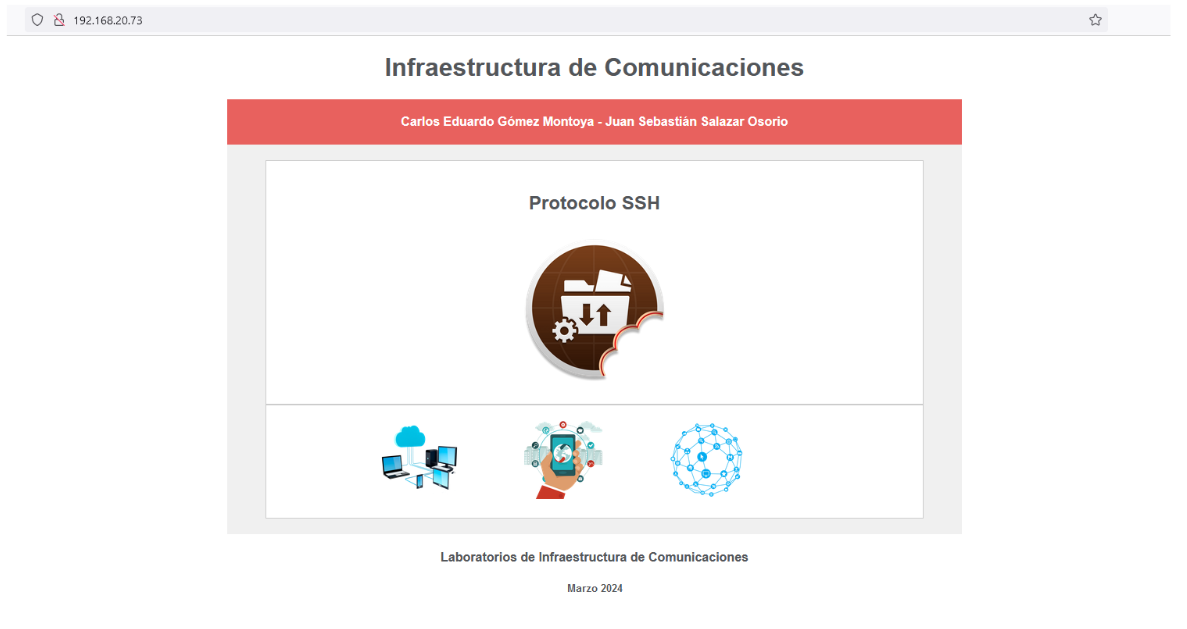 192.168.20.73
Infraestructura de Comunicaciones
Carlos Eduardo Gómez Montoya - Juan Sebastián Salazar Osorio
Protocolo SSH
Laboratorios de Infraestructura de Comunicaciones
Marzo 2024